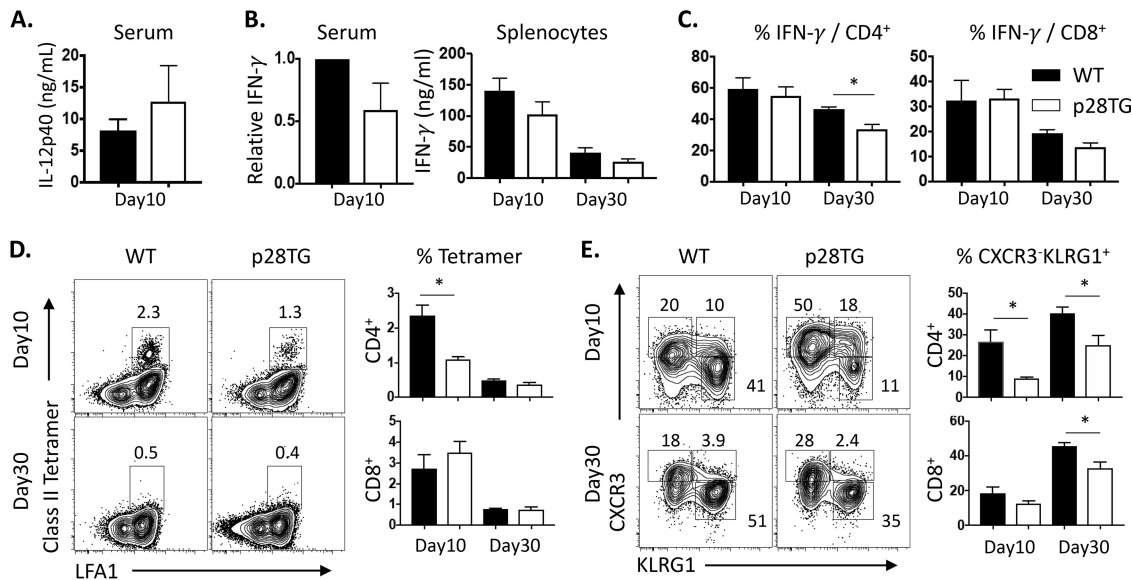 A.
Serum
IL-12p40 (ng/mL)
20
15
10
5
0
Day10
B.
Serum
Relative IFN-γ
1.0
0.5
0.0
Day10
Splenocytes
IFN-γ (ng/ml)
200
150
100
50
0
Day10 Day30
C.
% IFN-γ / CD4⁺
80
60
40
20
0
*
Day10 Day30
% IFN-γ / CD8⁺
50
40
30
20
10
0
WT
p28TG
Day10 Day30
D.
WT p28TG
Day10
2.3 1.3
Day30
0.5 0.4
Class II Tetramer
LFA1
% Tetramer
CD4⁺
3
2
1
0
*
CD8⁺
5
4
3
2
1
0
Day10 Day30
E.
WT p28TG
Day10
20 10
41
50 18
11
Day30
18 3.9
51
28 2.4
35
CXCR3
KLRG1
% CXCR3⁻KLRG1⁺
CD4⁺
50
40
30
20
10
0
* *
CD8⁺
60
40
20
0
*
Day10 Day30